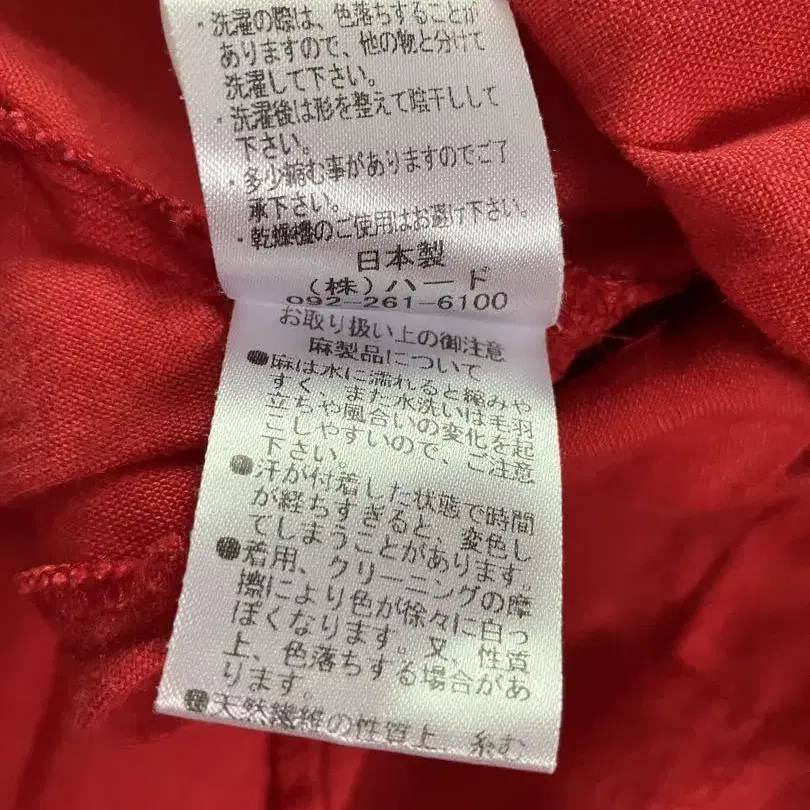 ・洗濯の際は、色落ちすることが
ありますので、他の物と分けて
洗濯して下さい。
・洗濯後は形を整えて陰干しして
下さい。
・多少縮む事がありますのでご了
承下さい。
・乾燥機のご使用はお避け下さい。
日本製
(株)ハード
092-261-6100
お取り扱い上の御注意
麻製品について
●麻は水に濡れると縮みや
すく、また水洗いは毛羽
立ちや風合いの変化を起
こしやすいので、ご注意
下さい。
●汗が付着した状態で時間
が経ちすぎると、変色し
てしまうことがあります。
●着用、クリーニングの摩
擦により色が徐々に白っ
ぽくなります。又、性質
上、色落ちする場合があ
ります。
●天然繊維の性質上、糸む